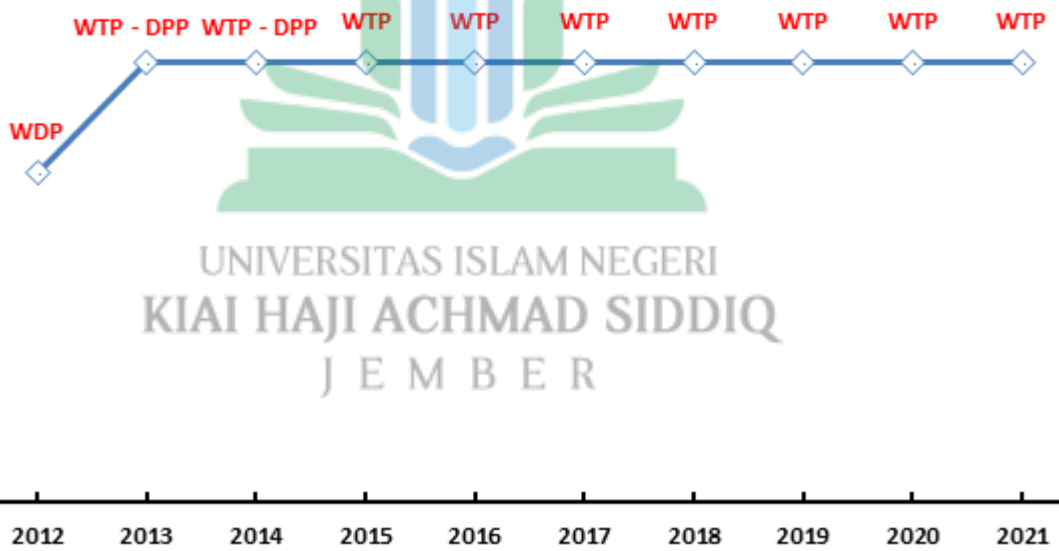 WTP - DPP WTP - DPP WTP WTP WTP WTP WTP WTP WTP
WDP
UNIVERSITAS ISLAM NEGERI
KIAI HAJI ACHMAD SIDDIQ
JEMBER
2012 2013 2014 2015 2016 2017 2018 2019 2020 2021